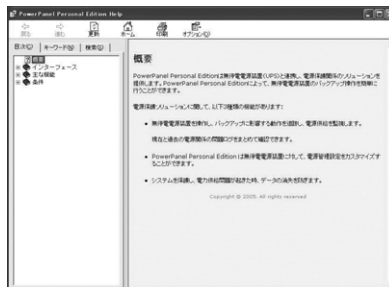 PowerPanel Personal Edition Help
戻る 進む 更新 ホーム 印刷 オプション(O)
目次(C) キーワード(N) 検索(S)
概要
インターフェース
主な機能
条件
概要
PowerPanel Personal Editionは無停電電源装置(UPS)と連携し、電源保護関係のソリューションを
提供します。PowerPanel Personal Editionによって、無停電電源装置のバックアップ操作を簡単に
行うことができます。
電源保護ソリューションに関して、以下3種類の機能があります:
無停電電源装置を操作し、バックアップに影響する動作を追跡し、電源供給を監視します。
現在と過去の電源関係の問題ログをまとめて確認できます。
PowerPanel Personal Edition は無停電電源装置に対して、電源管理設定をカスタマイズす
ることができます。
システムを保護し、電力供給問題が起きた時、データの消失を防ぎます。
Copyright © 2005. All rights reserved